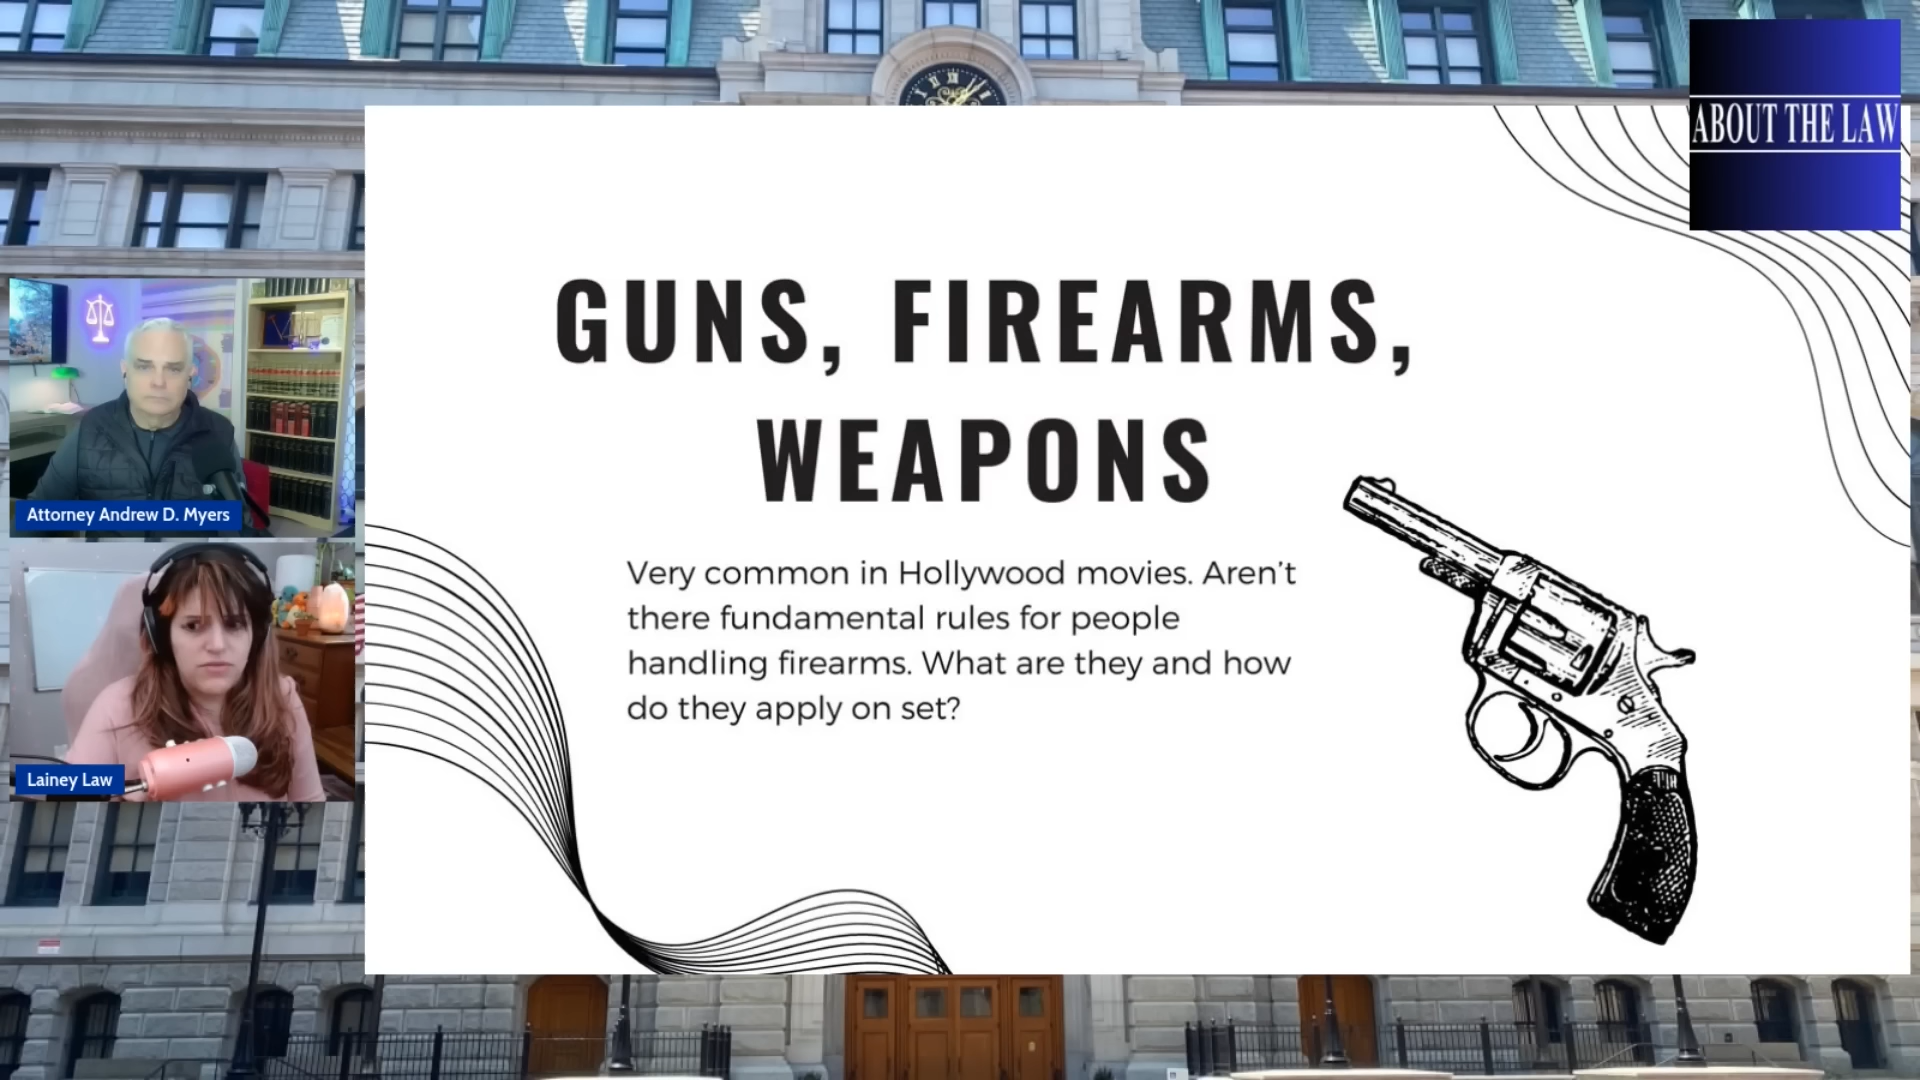 ABOUT THE LAW
GUNS, FIREARMS,
WEAPONS
Very common in Hollywood movies. Aren't
there fundamental rules for people
handling firearms. What are they and how
do they apply on set?
Attorney Andrew D. Myers
Lainey Law